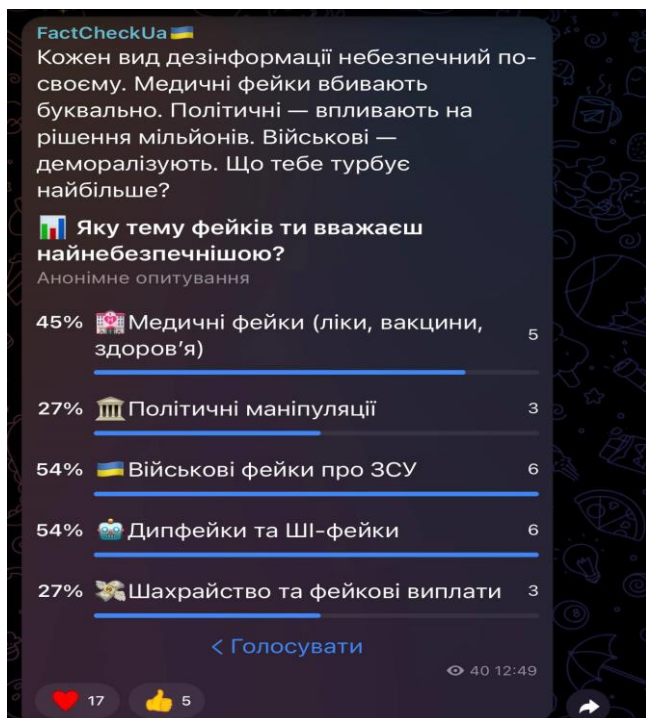 FactCheckUa🇺🇦
Кожен вид дезінформації небезпечний по-
своєму. Медичні фейки вбивають
буквально. Політичні — впливають на
рішення мільйонів. Військові —
деморалізують. Що тебе турбує
найбільше?
📊 Яку тему фейків ти вважаєш
найнебезпечнішою?
Анонімне опитування
45% 🏩Медичні фейки (ліки, вакцини,
здоров’я) 5
27% 🏛Політичні маніпуляції 3
54% 🇺🇦Військові фейки про ЗСУ 6
54% 🤖Дипфейки та ШІ-фейки 6
27% 💸Шахрайство та фейкові виплати 3
< Голосувати
40 12:49
❤️ 17 👍 5